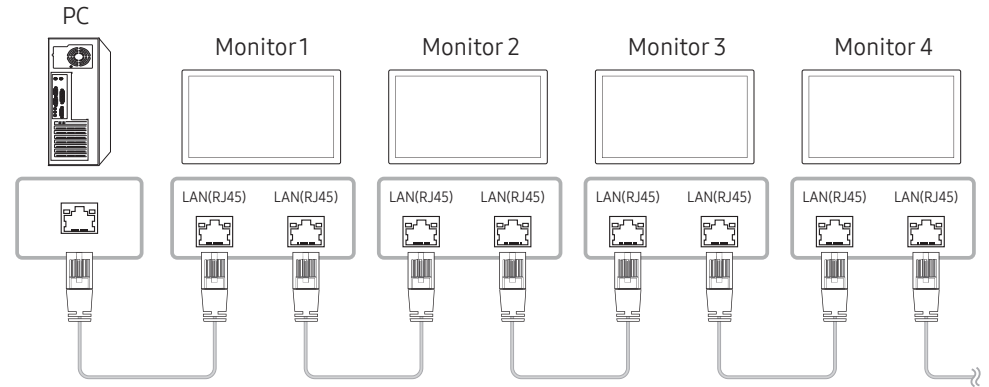 PC
Monitor 1
Monitor 2
Monitor 3
Monitor 4
LAN(RJ45) LAN(RJ45)
LAN(RJ45) LAN(RJ45)
LAN(RJ45) LAN(RJ45)
LAN(RJ45) LAN(RJ45)